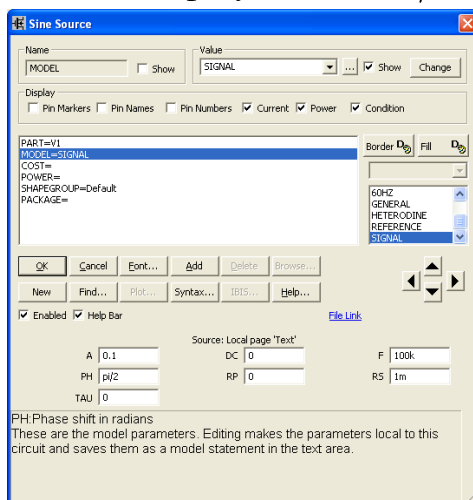 Sine Source
Name
Value
MODEL
Show
SIGNAL
...
Show
Change
Display
Pin Markers
Pin Names
Pin Numbers
Current
Power
Condition
PART=V1
MODEL=SIGNAL
COST=
POWER=
SHAPEGROUP=Default
PACKAGE=
Border
Fill
60HZ
GENERAL
HETERODINE
REFERENCE
SIGNAL
OK
Cancel
Font...
Add
Delete
Browse...
New
Find...
Plot...
Syntax...
IBIS...
Help...
Enabled
Help Bar
File Link
Source: Local page 'Text'
A 0.1
DC 0
F 100k
PH pi/2
RP 0
RS 1m
TAU 0
PH:Phase shift in radians
These are the model parameters. Editing makes the parameters local to this
circuit and saves them as a model statement in the text area.